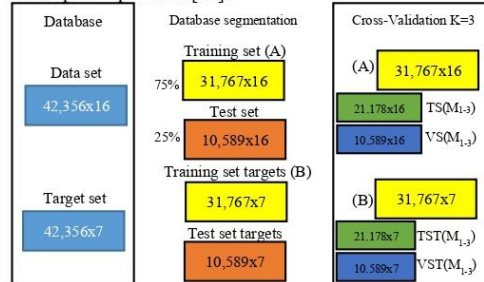 Database
Data set
42,356x16
Target set
42,356x7
Database segmentation
Training set (A)
75%
31,767x16
Test set
25%
10,589x16
Training set targets (B)
31,767x7
Test set targets
10,589x7
Cross-Validation K=3
(A)
31,767x16
21,178x16 TS(M1-3)
10,589x16 VS(M1-3)
(B)
31,767x7
21,178x7 TST(M1-3)
10,589x7 VST(M1-3)